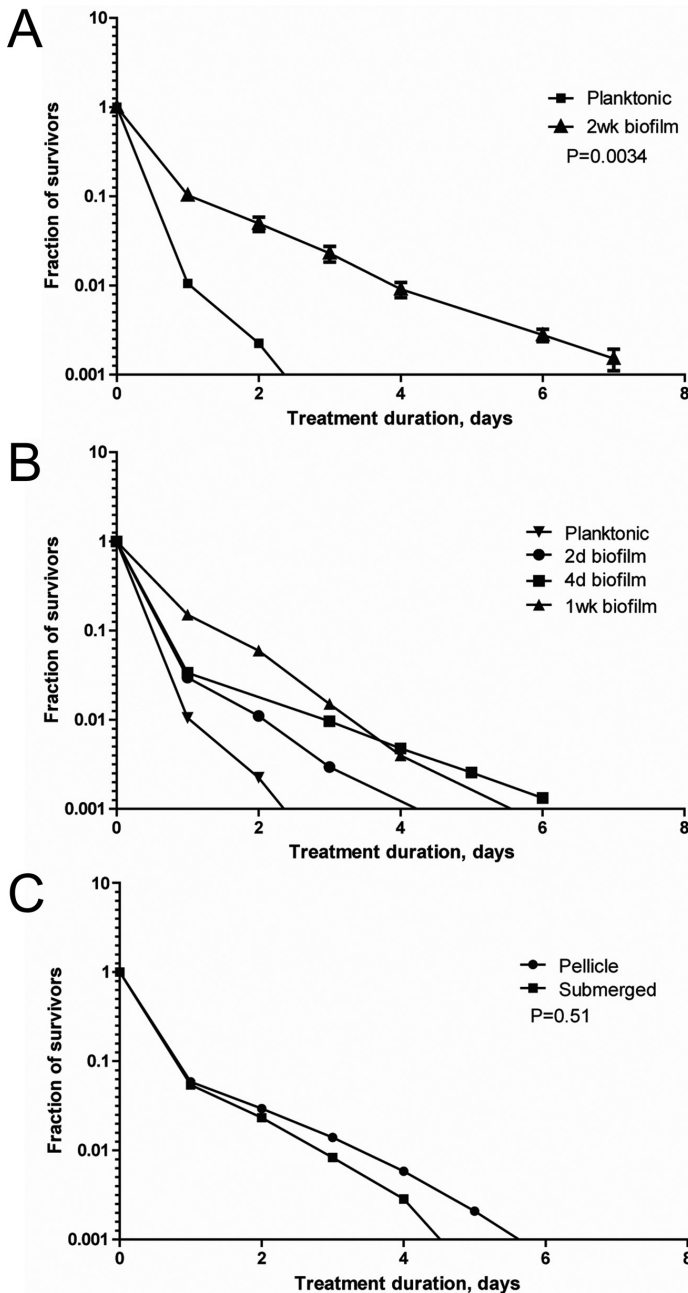 A
10
1
0.1
0.01
0.001
Fraction of survivors
Planktonic
2wk biofilm
P=0.0034
0 2 4 6 8
Treatment duration, days
B
10
1
0.1
0.01
0.001
Fraction of survivors
Planktonic
2d biofilm
4d biofilm
1wk biofilm
0 2 4 6 8
Treatment duration, days
C
10
1
0.1
0.01
0.001
Fraction of survivors
Pellicle
Submerged
P=0.51
0 2 4 6 8
Treatment duration, days